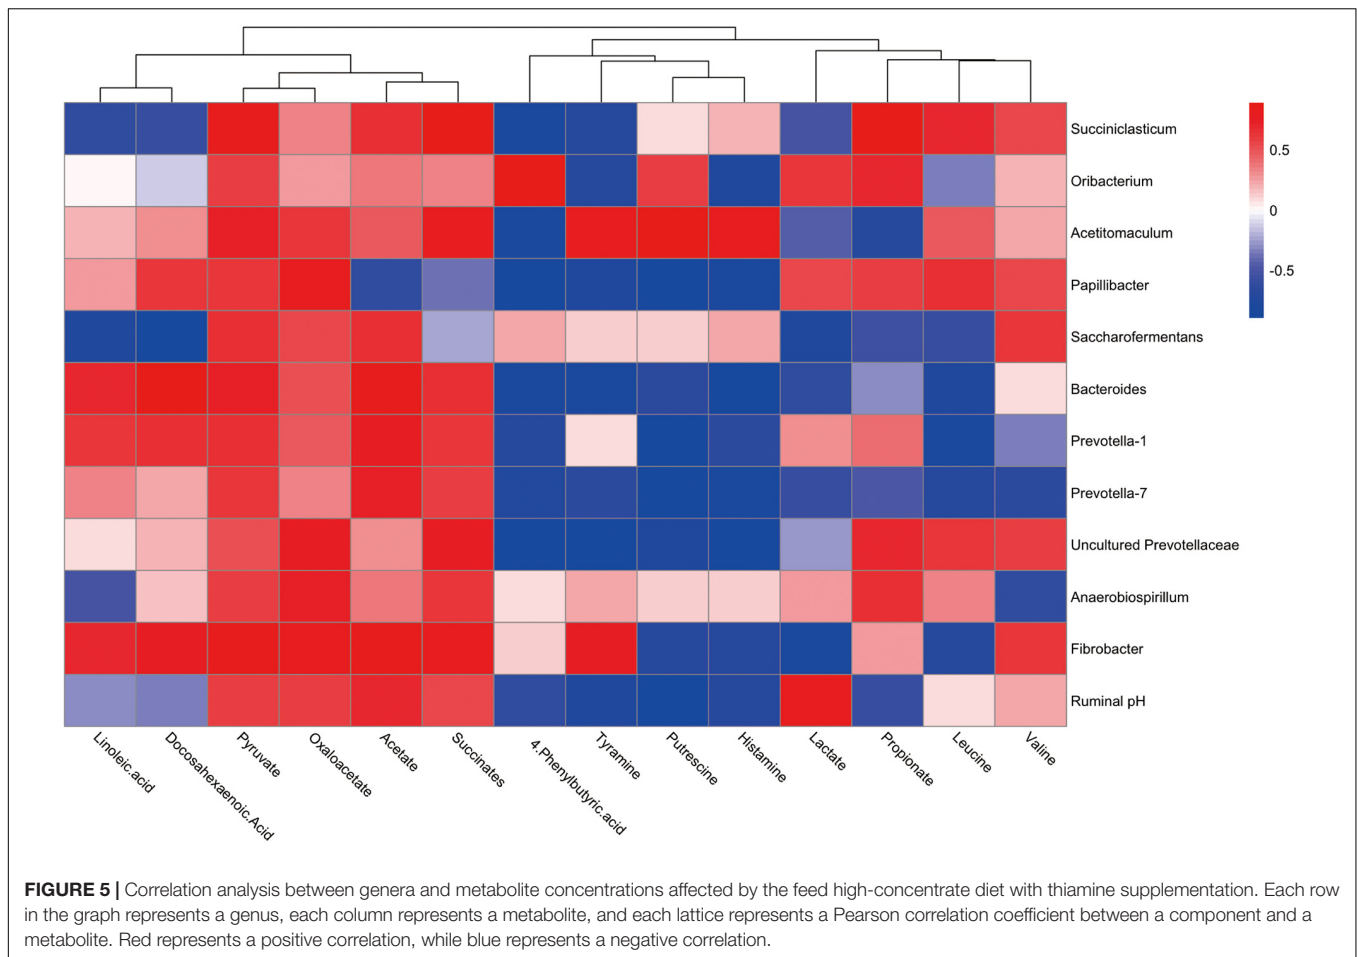 Succiniclasticum
Oribacterium
Acetitomaculum
Papillibacter
Saccharofermentans
Bacteroides
Prevotella-1
Prevotella-7
Uncultured Prevotellaceae
Anaerobiospirillum
Fibrobacter
Ruminal pH
0.5
0
-0.5
Linoleic.acid
Docosahexaenoic.Acid
Pyruvate
Oxaloacetate
Acetate
Succinates
4.Phenylbutyric.acid
Tyramine
Putrescine
Histamine
Lactate
Propionate
Leucine
Valine
FIGURE 5 | Correlation analysis between genera and metabolite concentrations affected by the feed high-concentrate diet with thiamine supplementation. Each row
in the graph represents a genus, each column represents a metabolite, and each lattice represents a Pearson correlation coefficient between a component and a
metabolite. Red represents a positive correlation, while blue represents a negative correlation.